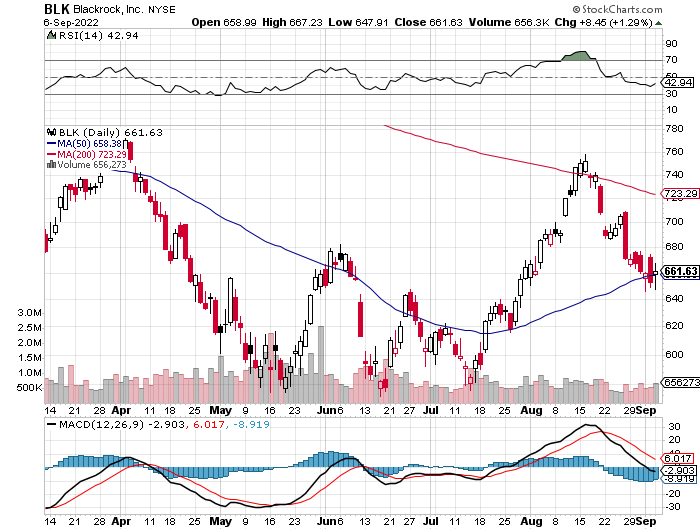 BLK Blackrock, Inc. NYSE © StockCharts.com
6-Sep-2022 Open 658.99 High 667.23 Low 647.91 Close 661.63 Volume 656.3K Chg +8.45 (+1.29%)
RSI(14) 42.94
90
70
50
42.94
30
10
BLK (Daily) 661.63
MA(50) 658.38
MA(200) 723.29
Volume 656,273
780
760
740
723.29
720
700
680
661.63
640
620
600
656273
3.0M
2.5M
2.0M
1.5M
1.0M
500K
14 21 28 Apr 11 18 25 May 9 16 23 Jun 6 13 21 27 Jul 11 18 25 Aug 8 15 22 29 Sep
MACD(12,26,9) -2.903, 6.017, -8.919
30
20
10
6.017
-2.903
-8.919
-20
-30
14 21 28 Apr 11 18 25 May 9 16 23 Jun 6 13 21 27 Jul 11 18 25 Aug 8 15 22 29 Sep